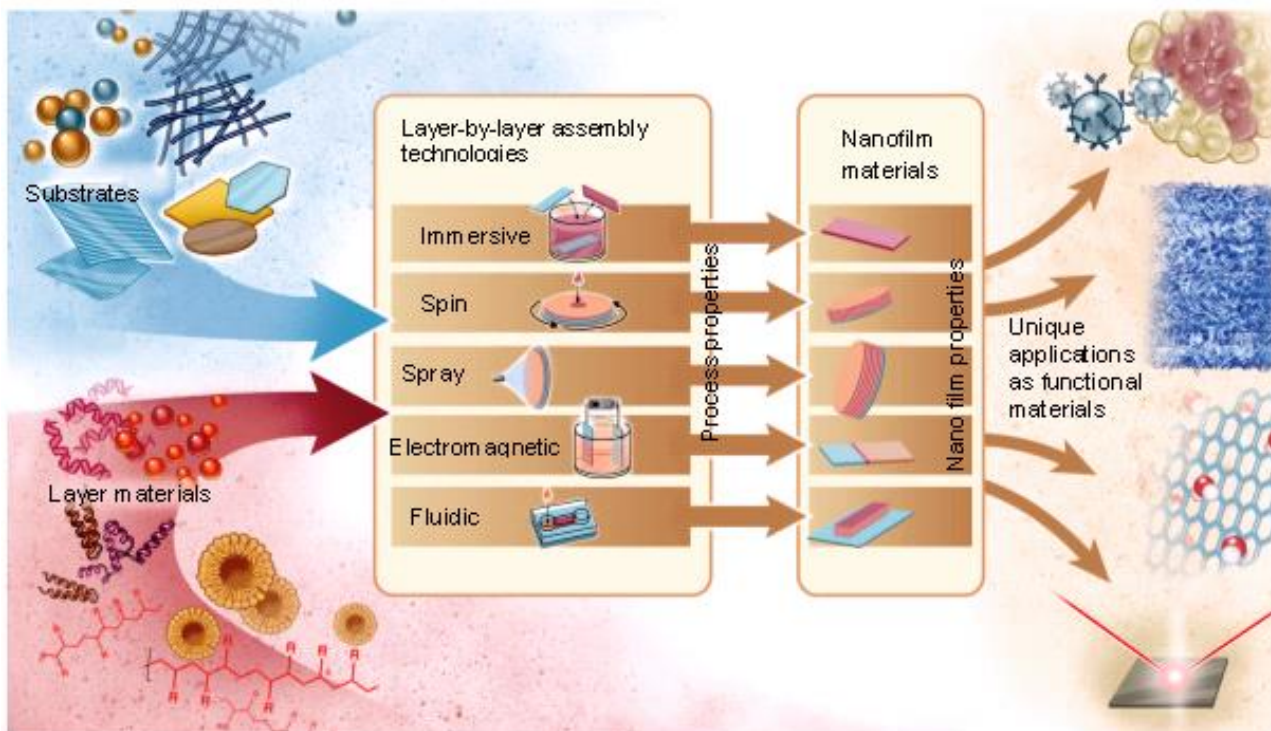 Substrates
Layer materials
Layer-by-layer assembly
technologies
Immersive
Spin
Spray
Electromagnetic
Fluidic
Process properties
Nanofilm
materials
Nano film properties
Unique
applications
as functional
materials
R
R
R
R
R
R
R
R